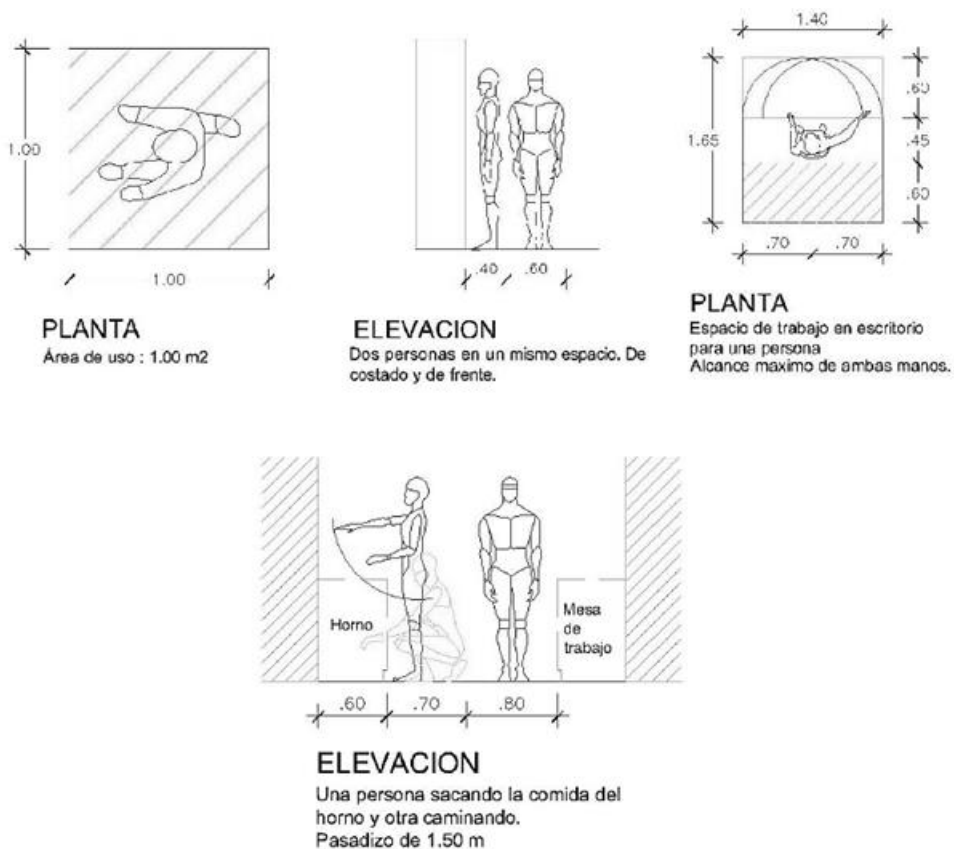 1.00
1.00
PLANTA
Área de uso : 1.00 m2
.40
.60
ELEVACION
Dos personas en un mismo espacio. De
costado y de frente.
1.40
1.65
.60
.45
.60
.70
.70
PLANTA
Espacio de trabajo en escritorio
para una persona
Alcance maximo de ambas manos.
Horno
Mesa
de
trabajo
.60
.70
.80
ELEVACION
Una persona sacando la comida del
horno y otra caminando.
Pasadizo de 1.50 m